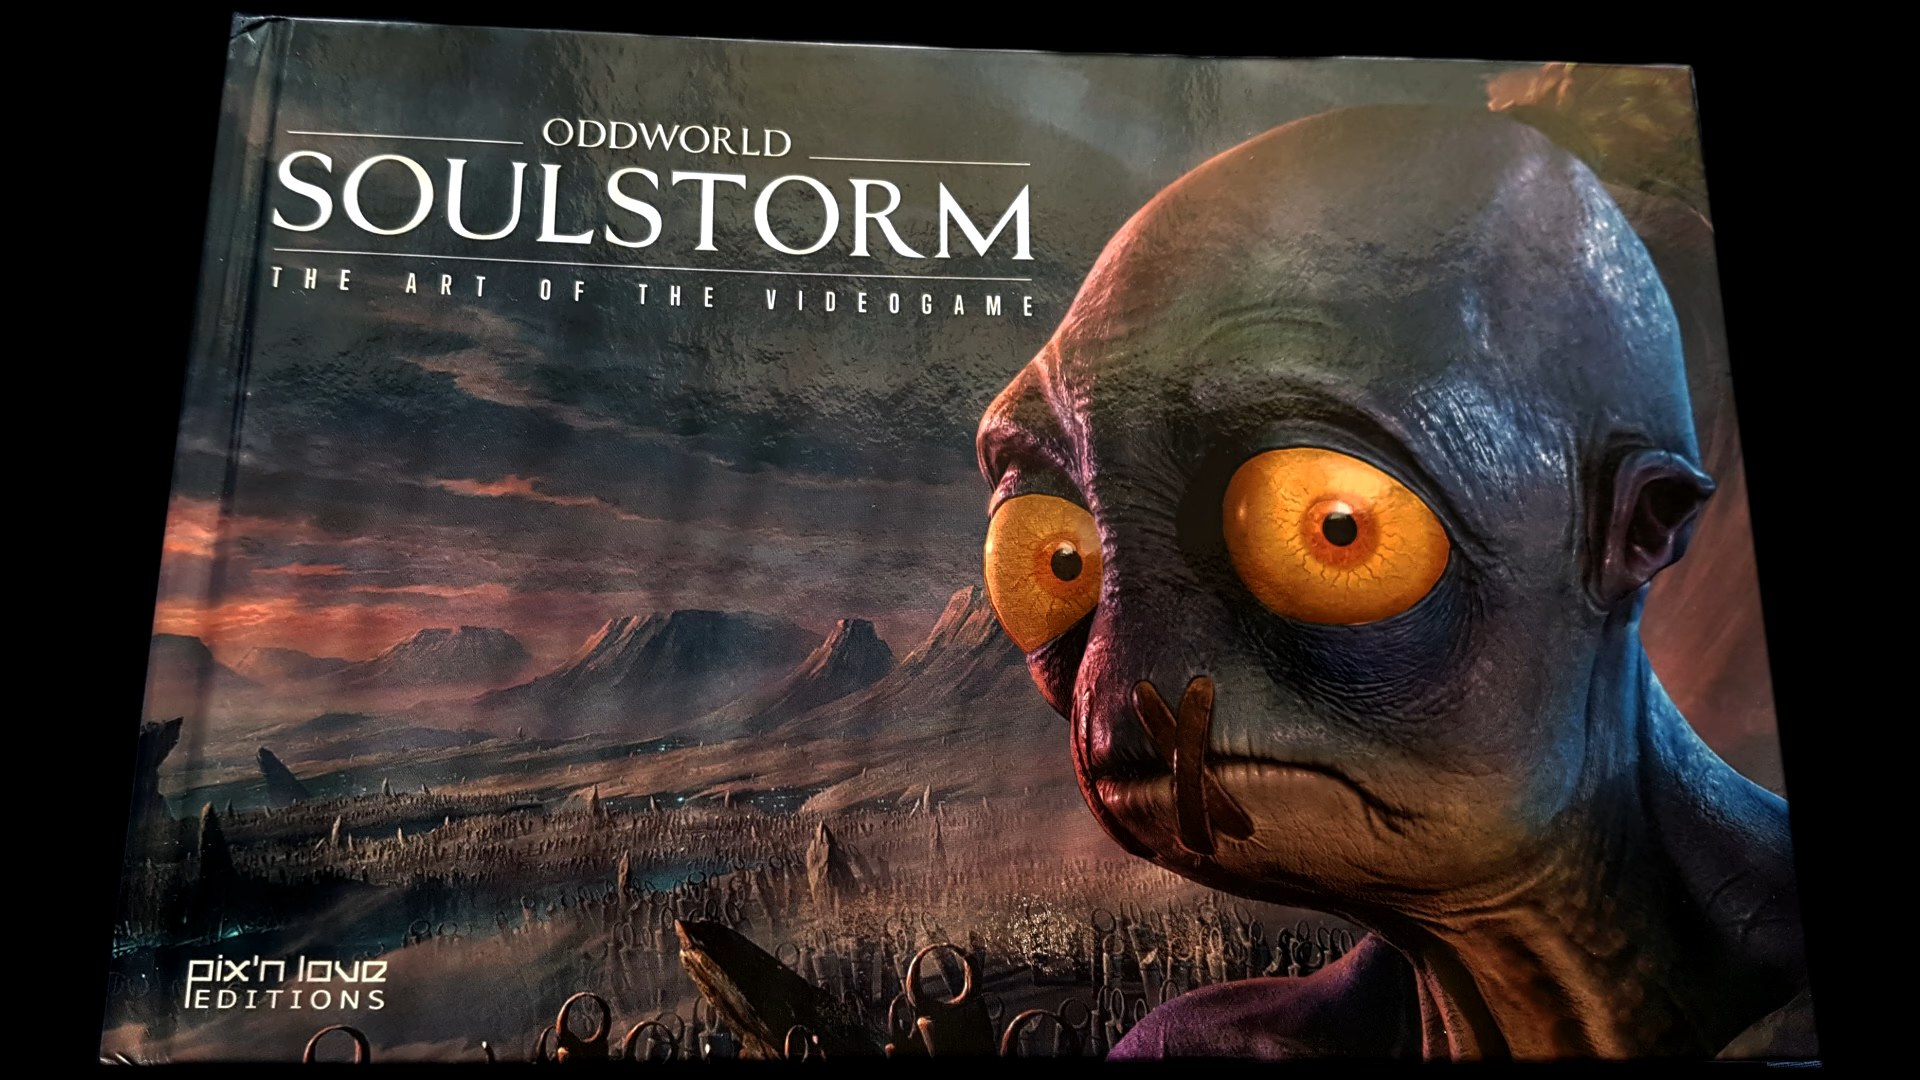 ODDWORLD
SOULSTORM
THE ART OF THE VIDEOGAME
pix'n love
EDITIONS